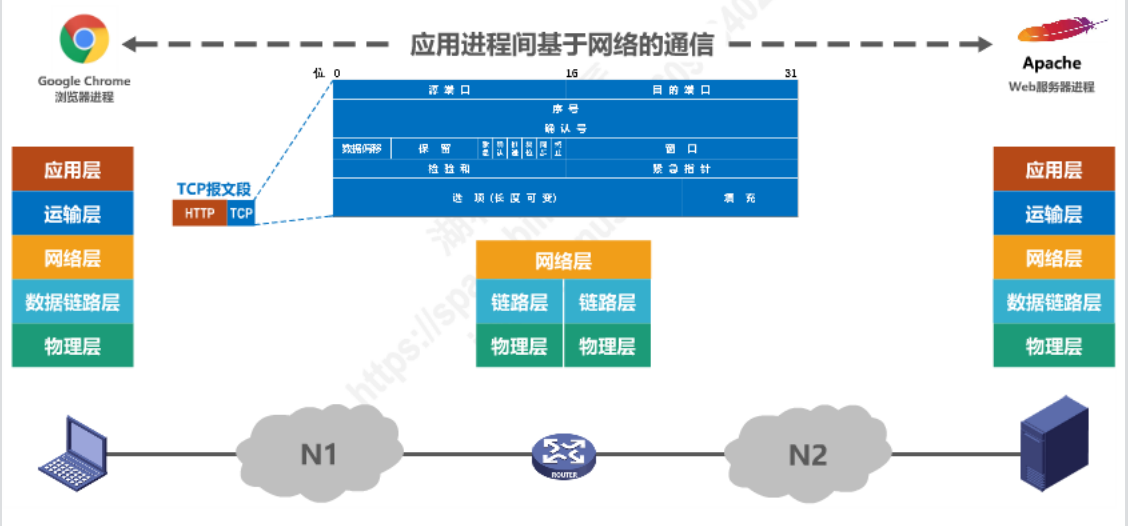 应用进程间基于网络的通信
Google Chrome
浏览器进程
Apache
Web服务器进程
位 0 16 31
源端口 目的端口
序号
确认号
数据偏移 保留 窗口
检验和 紧急指针
选项(长度可变) 填充
TCP报文段
HTTP TCP
应用层
运输层
网络层
数据链路层
物理层
网络层
链路层 链路层
物理层 物理层
应用层
运输层
网络层
数据链路层
物理层
N1
ROUTER
N2